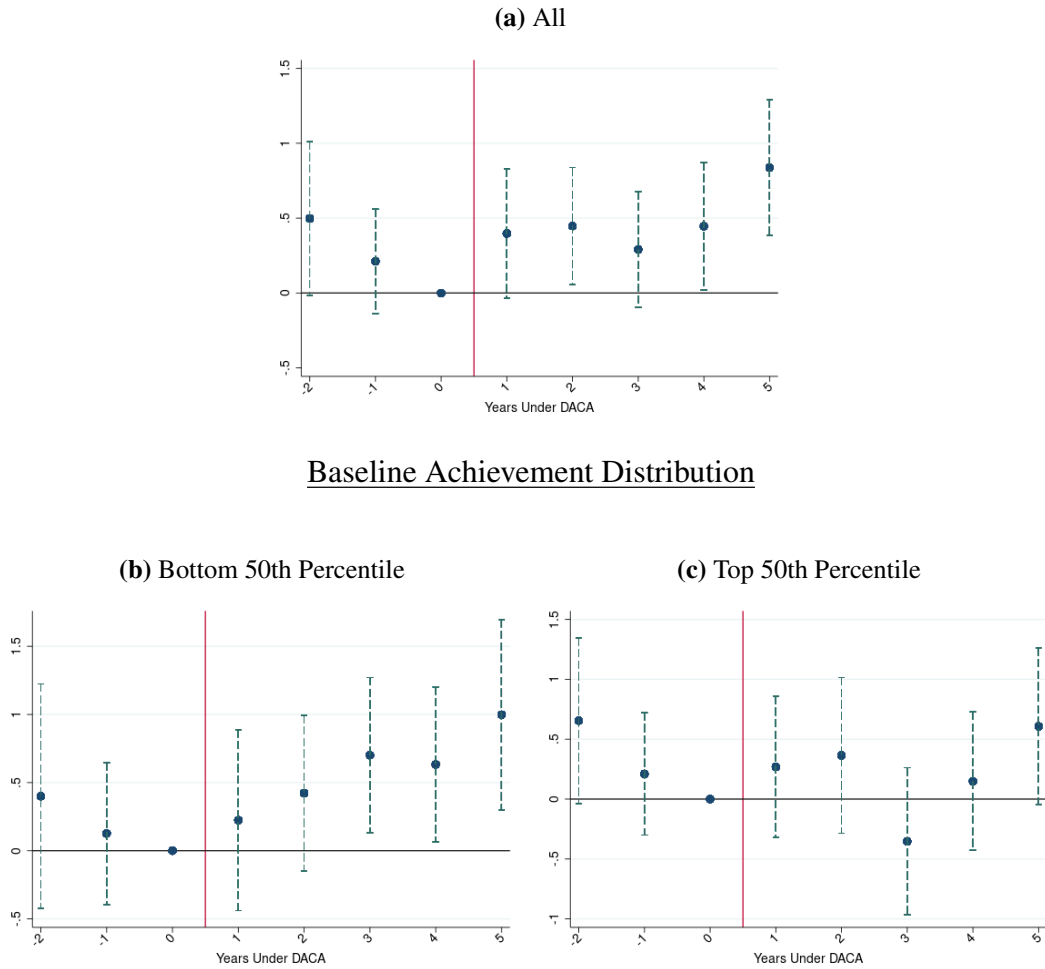 (a) All
1.5
1
.5
0
-.5
-2 -1 0 1 2 3 4 5
Years Under DACA
Baseline Achievement Distribution
(b) Bottom 50th Percentile
1.5
1
.5
0
-.5
-2 -1 0 1 2 3 4 5
Years Under DACA
(c) Top 50th Percentile
1.5
1
.5
0
-.5
-1
-2 -1 0 1 2 3 4 5
Years Under DACA